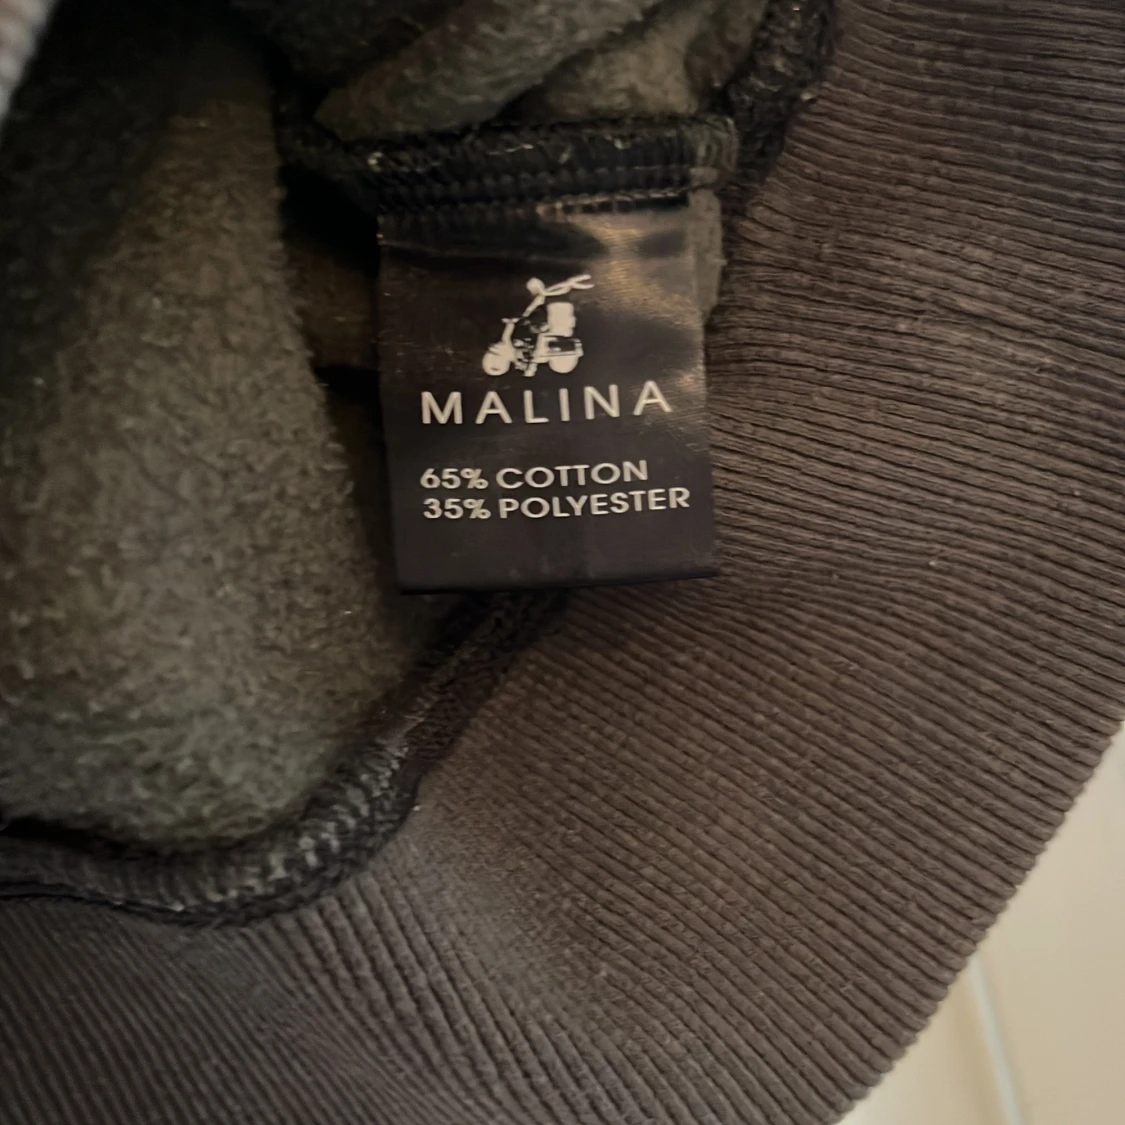 MALINA
65% COTTON
35% POLYESTER